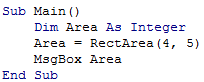 Sub Main()
    Dim Area As Integer
    Area = RectArea(4, 5)
    MsgBox Area
End Sub